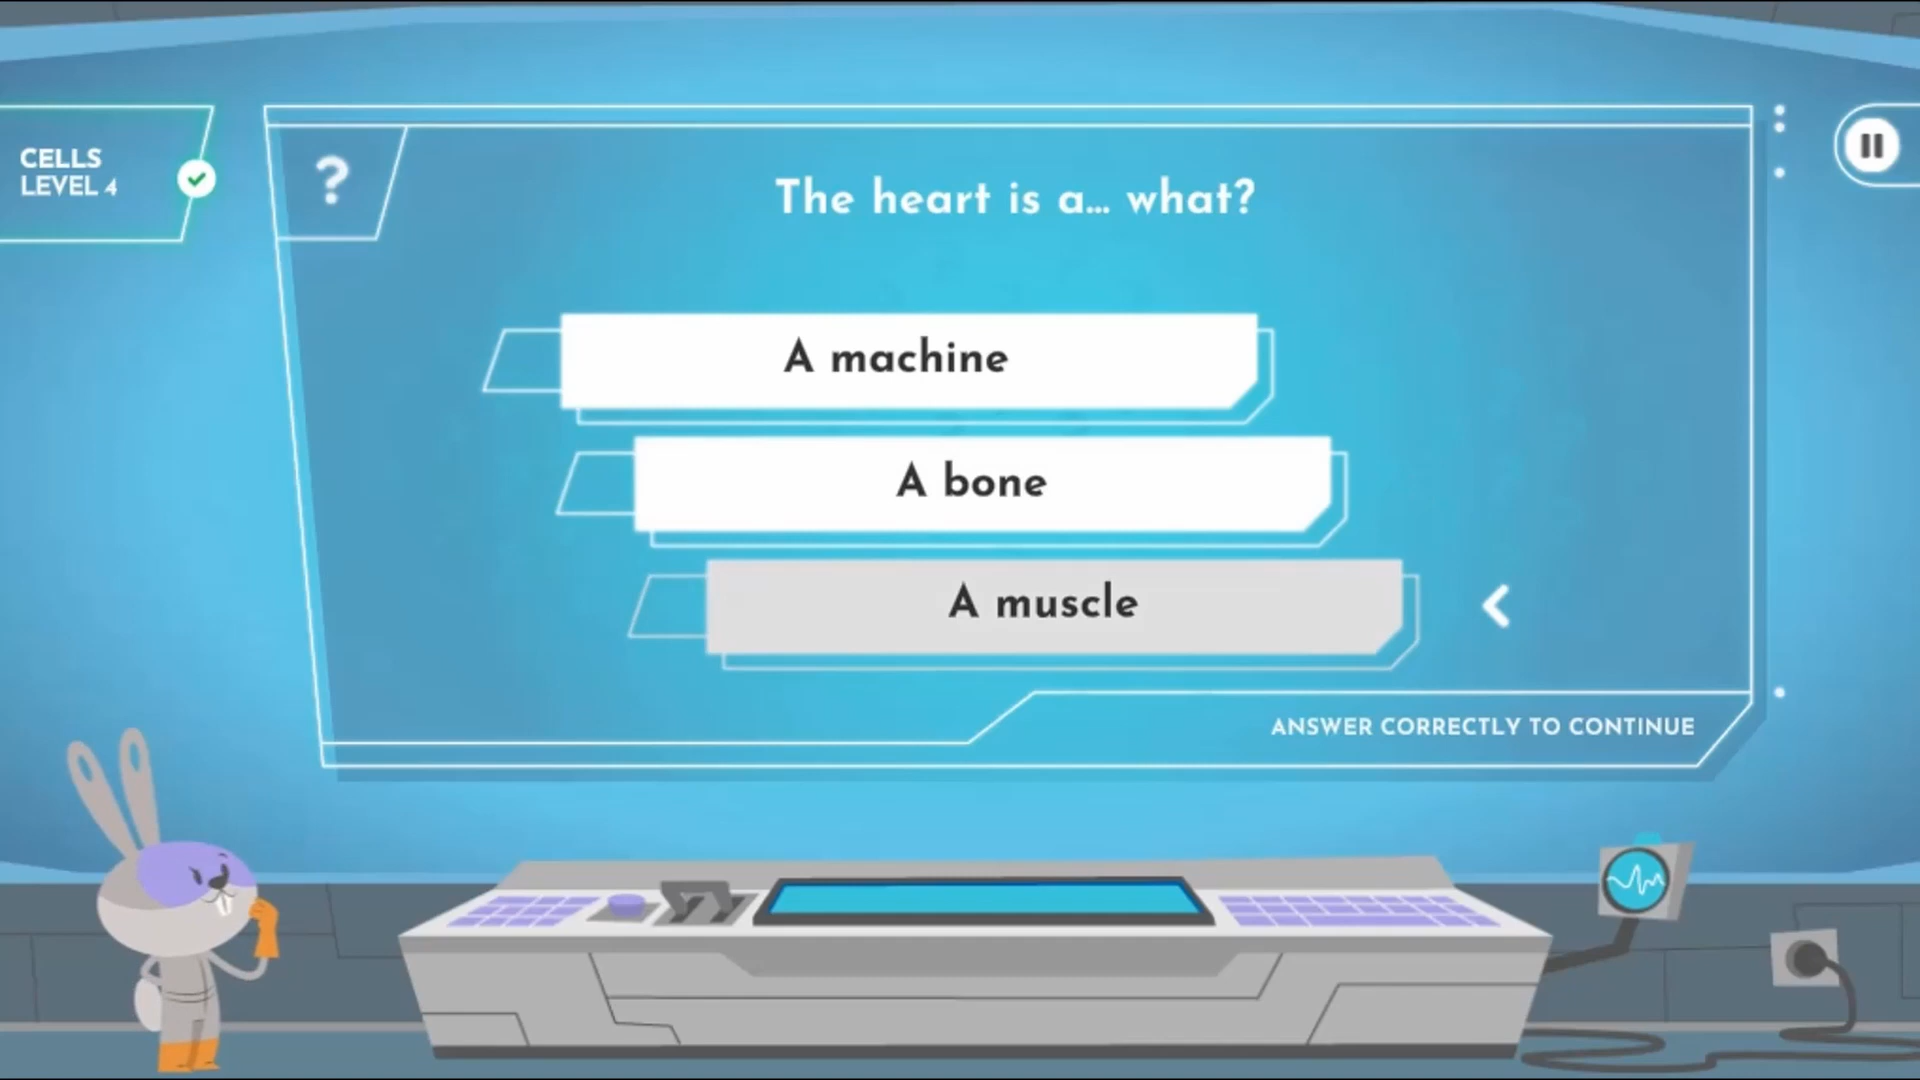 CELLS
LEVEL 4
?
The heart is a... what?
A machine
A bone
A muscle
ANSWER CORRECTLY TO CONTINUE